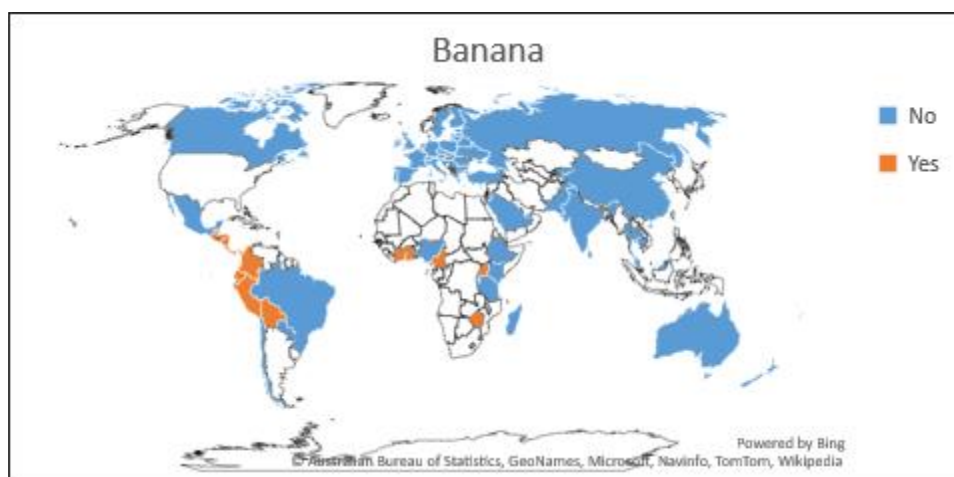 Banana
No
Yes
Powered by Bing
© Australian Bureau of Statistics, GeoNames, Microsoft, Navinfo, TomTom, Wikipedia